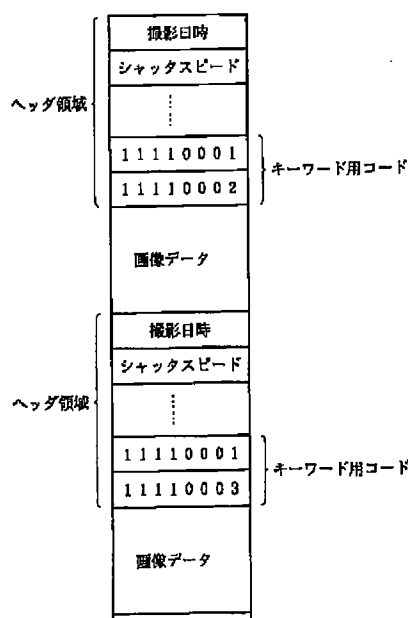 撮影日時
シャッタスピード
ヘッダ領域
11110001
キーワード用コード
11110002
画像データ
撮影日時
シャッタスピード
ヘッダ領域
11110001
キーワード用コード
11110003
画像データ